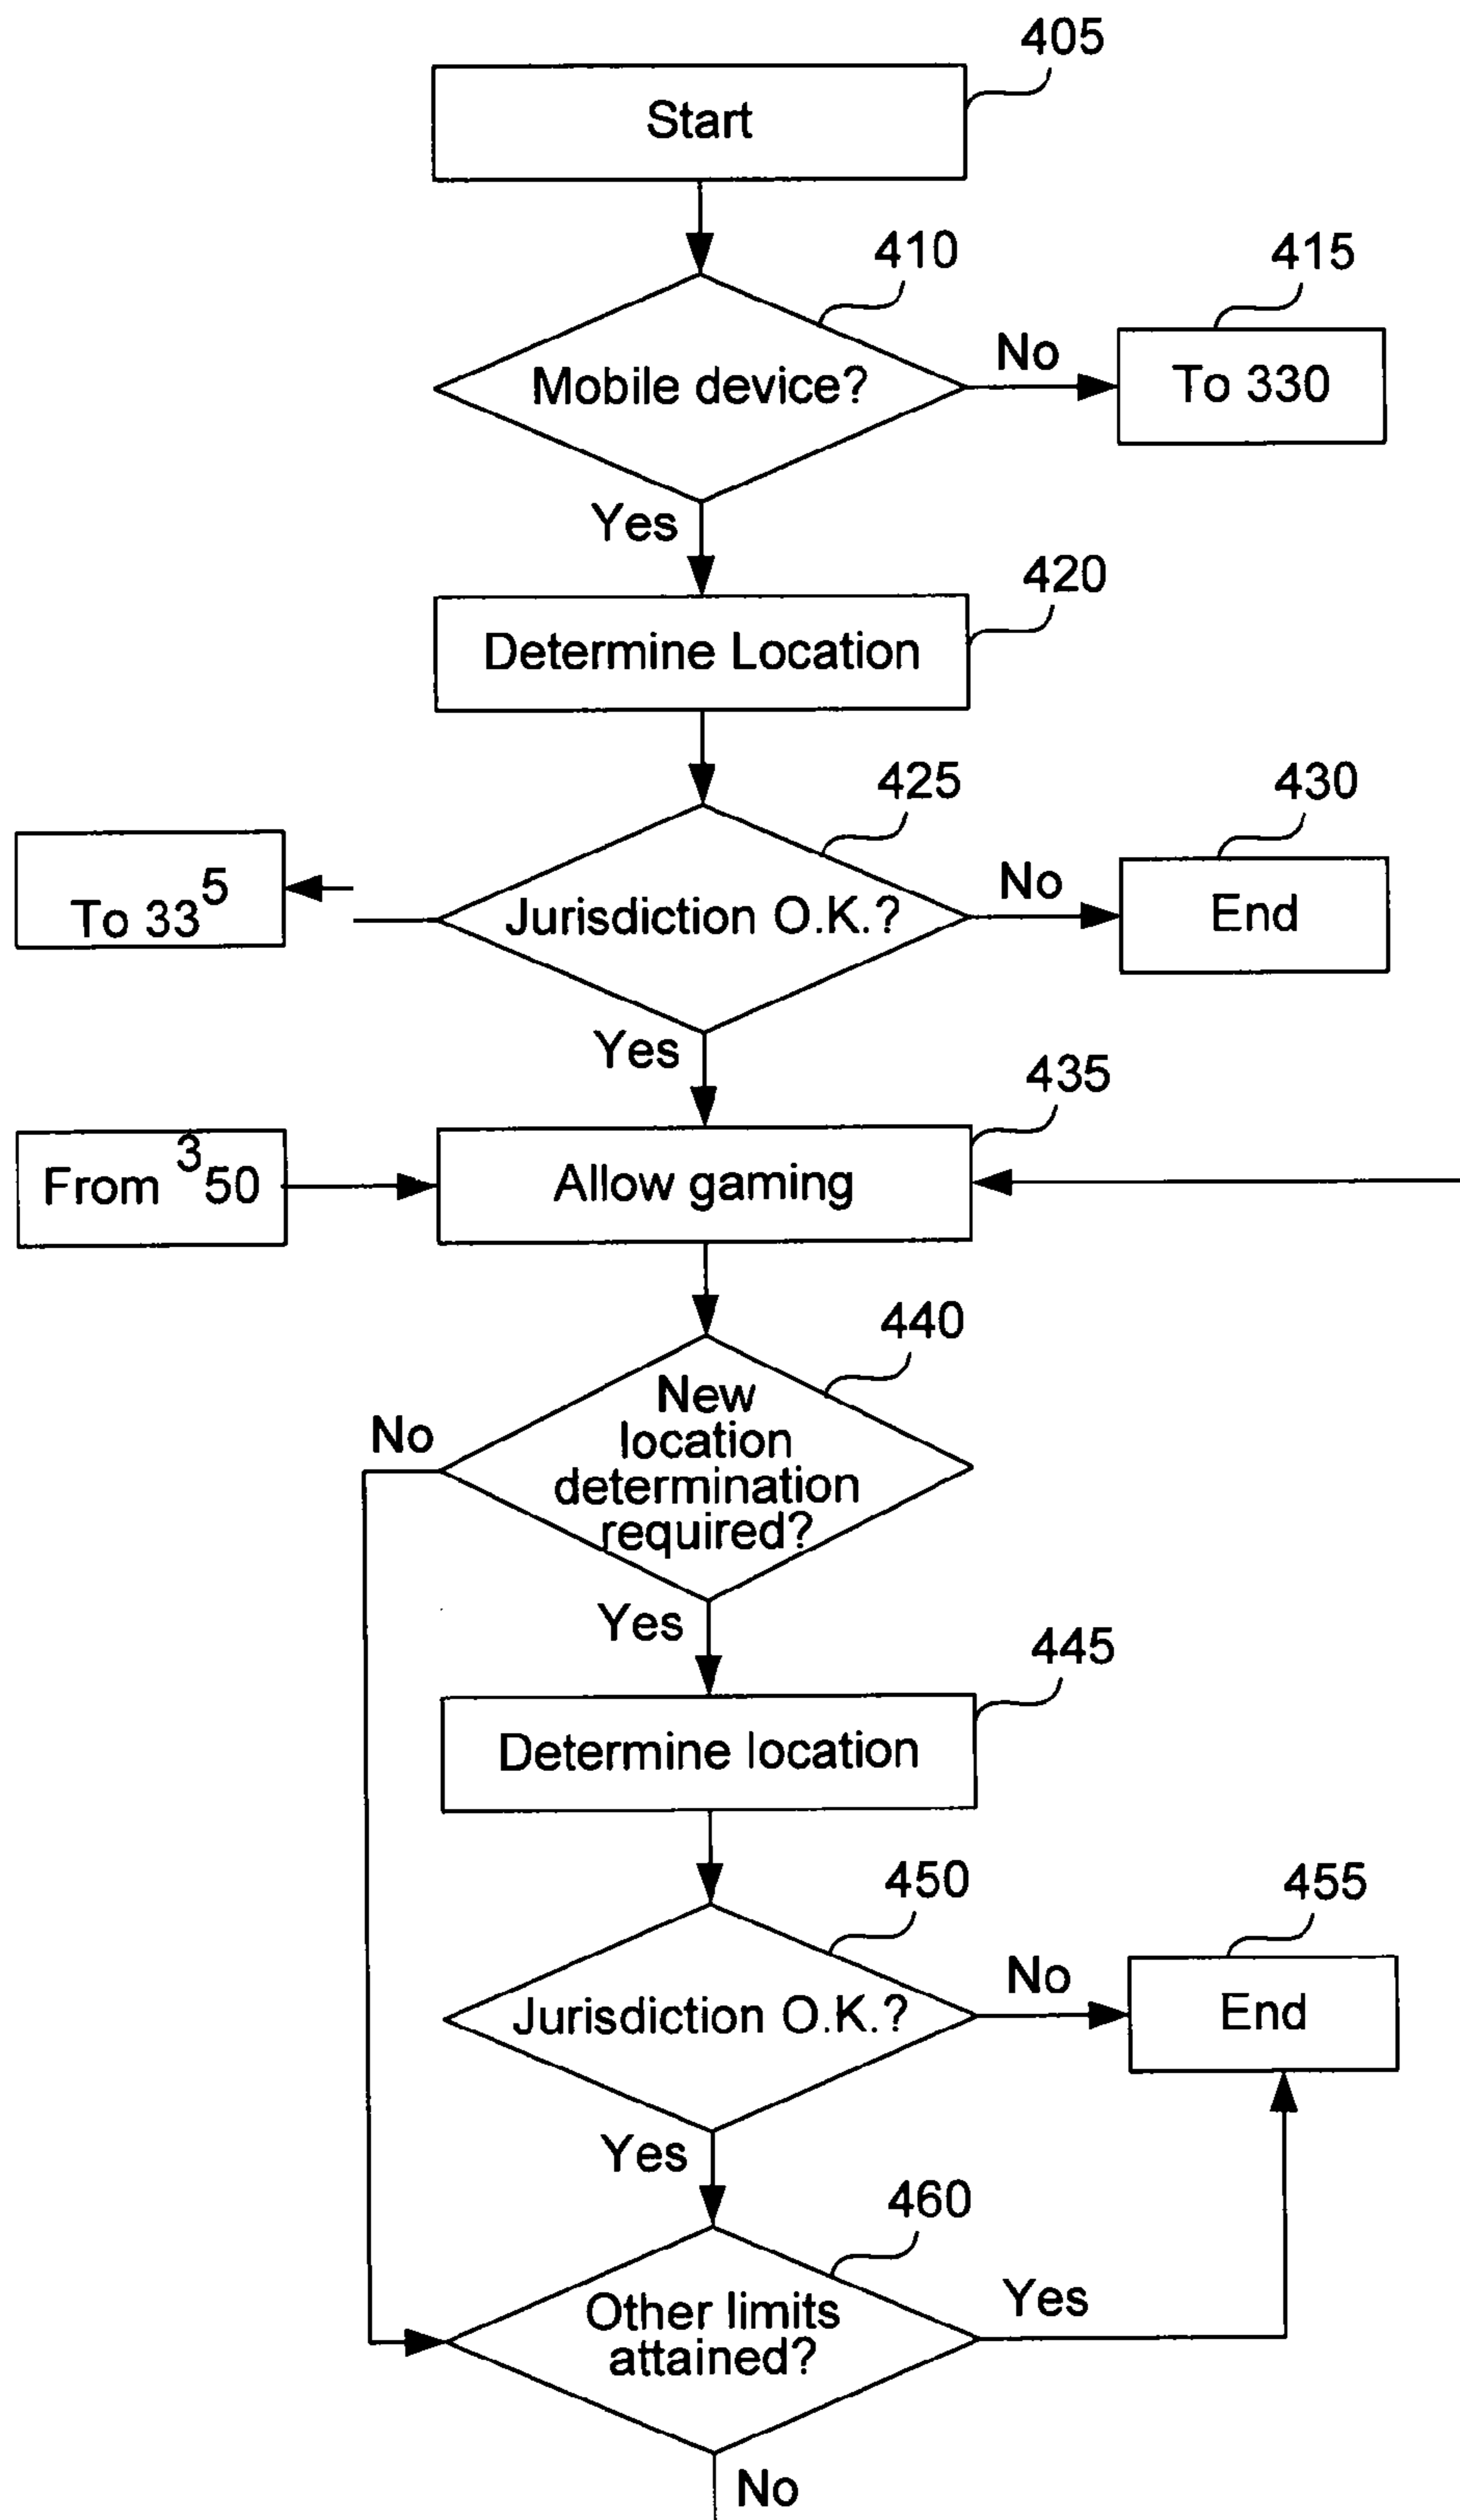 405
Start
410
415
Mobile device?
No
To 330
Yes
420
Determine Location
425
430
To 335
Jurisdiction O.K.?
No
End
Yes
435
From 350
Allow gaming
440
No
New
location
determination
required?
Yes
445
Determine location
450
455
Jurisdiction O.K.?
No
End
Yes
460
Other limits
attained?
Yes
No